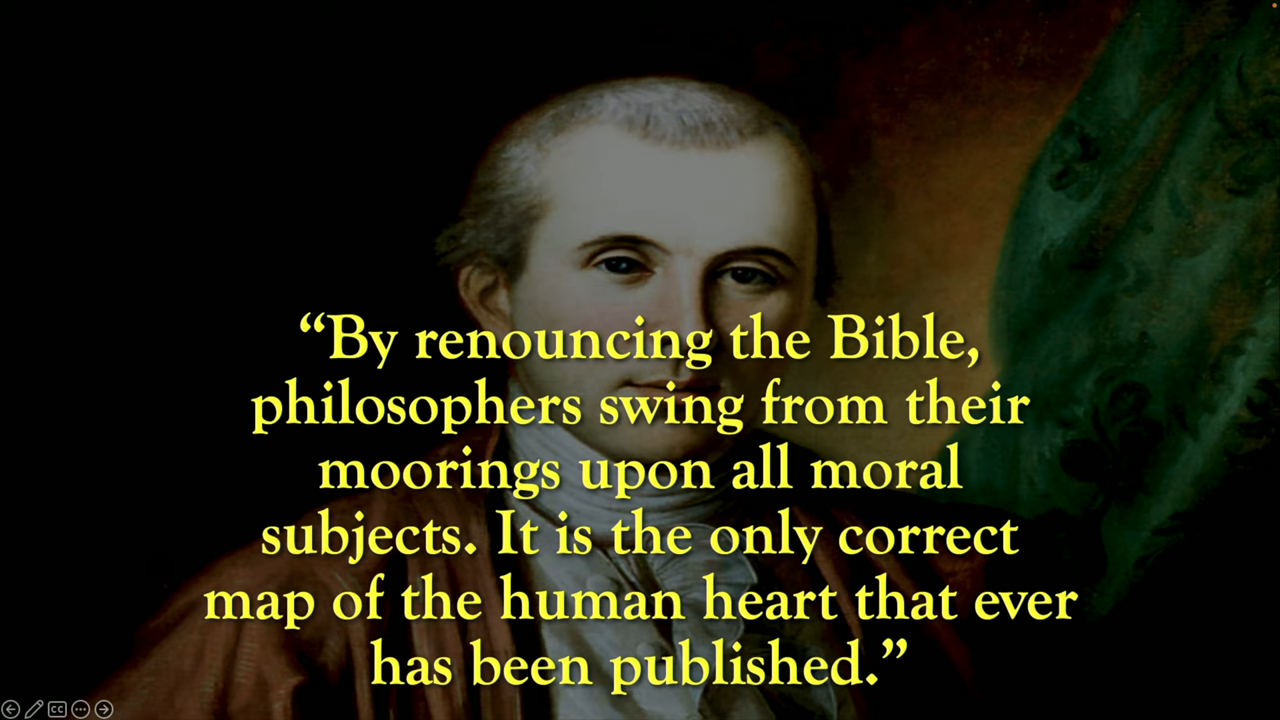 “By renouncing the Bible,
philosophers swing from their
moorings upon all moral
subjects. It is the only correct
map of the human heart that ever
has been published.”
CC